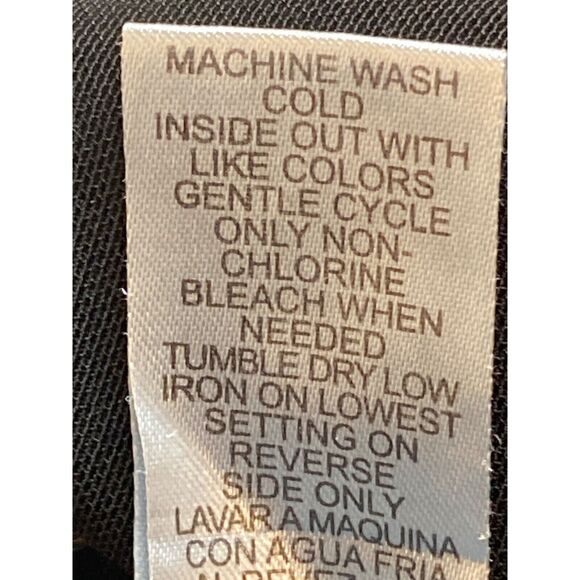 MACHINE WASH
COLD
INSIDE OUT WITH
LIKE COLORS
GENTLE CYCLE
ONLY NON-
CHLORINE
BLEACH WHEN
NEEDED
TUMBLE DRY LOW
IRON ON LOWEST
SETTING ON
REVERSE
SIDE ONLY
LAVAR A MAQUINA
CON AGUA FRIA